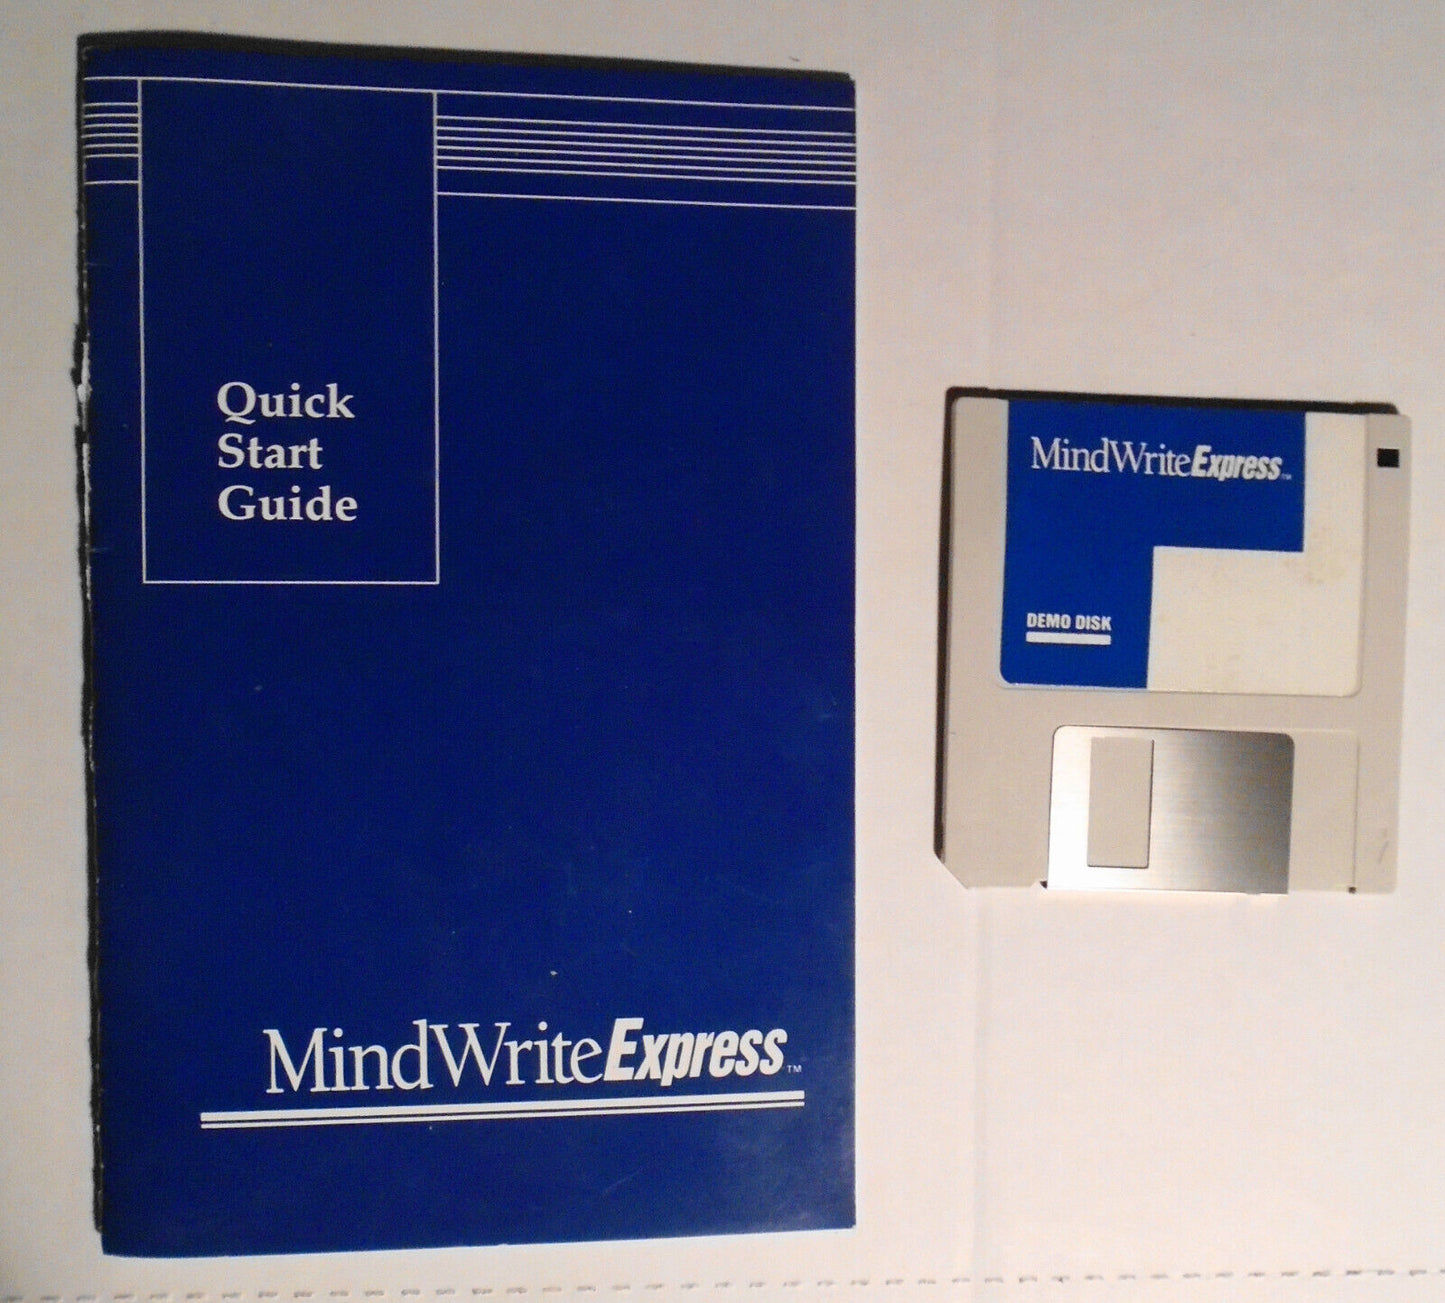 Quick
Start
Guide
MindWriteExpress™
MindWriteExpress™
DEMO DISK